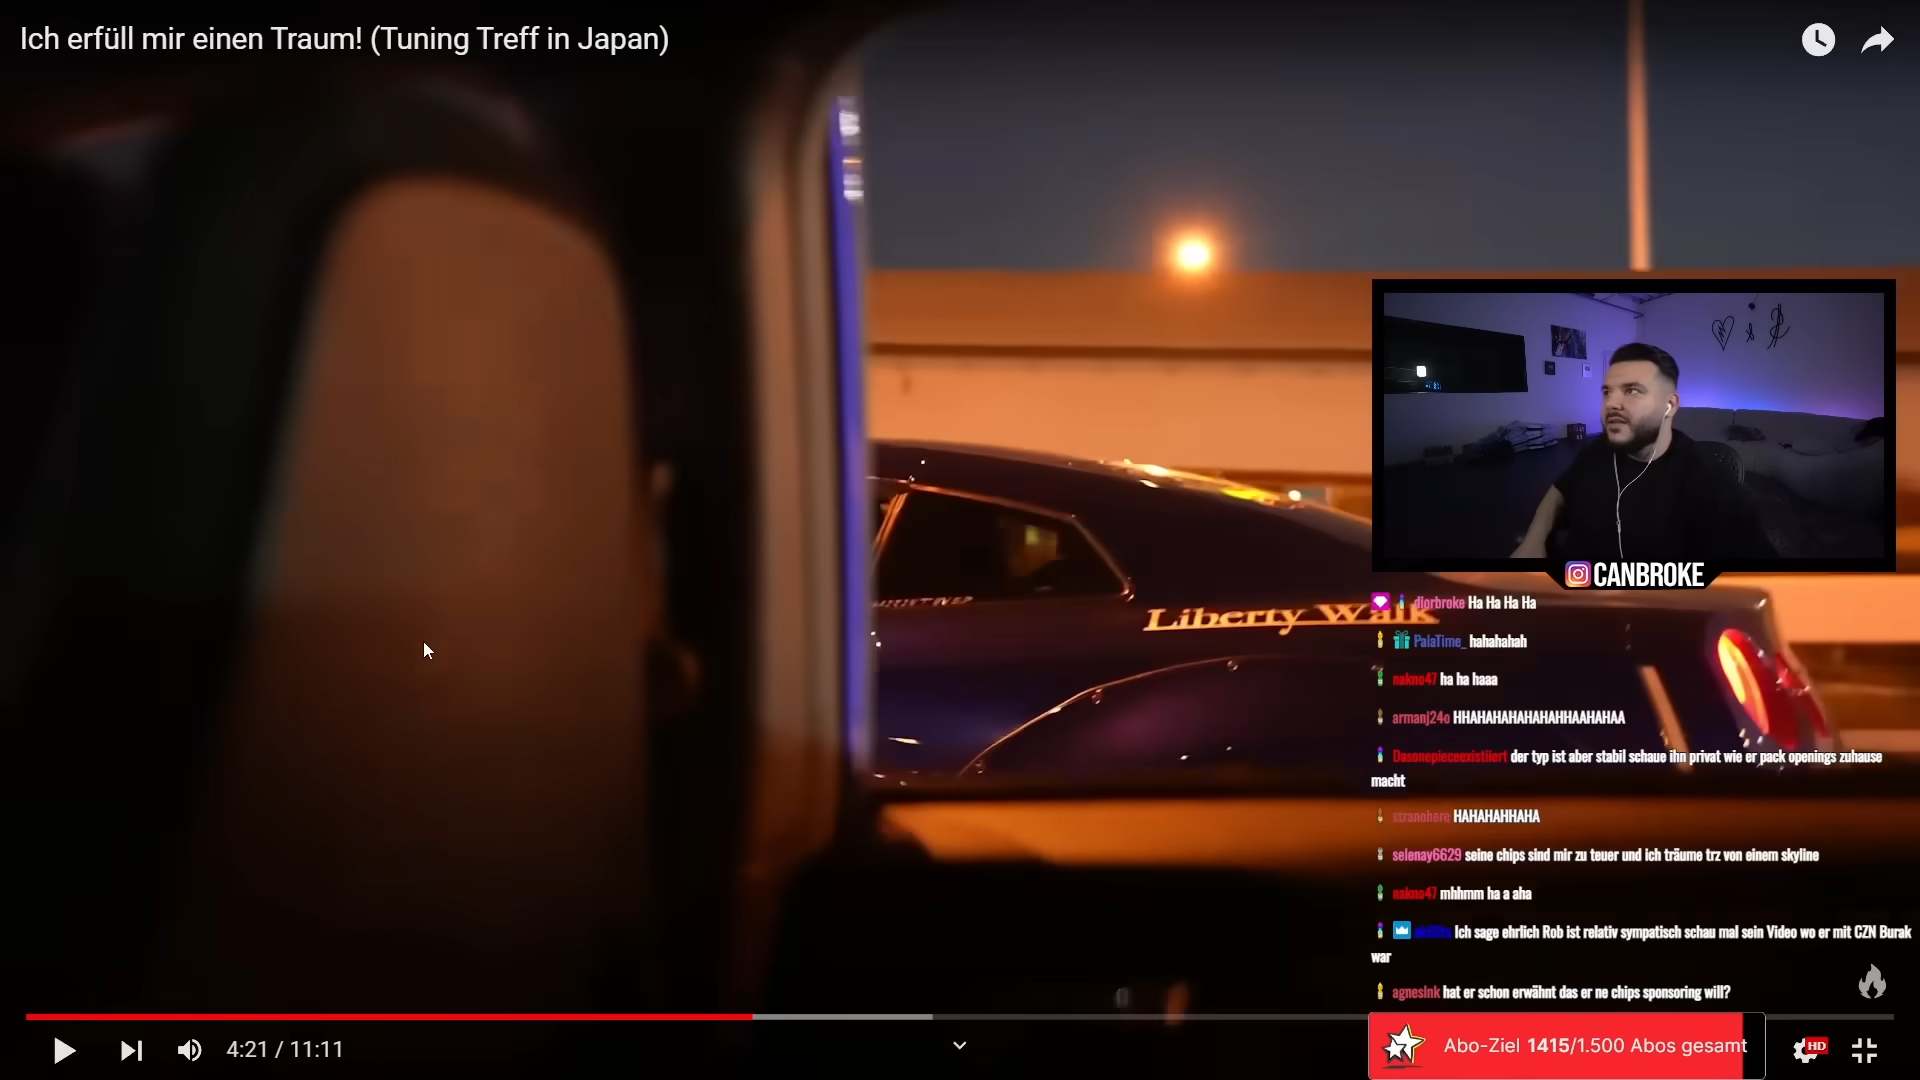 Ich erfüll mir einen Traum! (Tuning Treff in Japan)
Liberty Walk
CANBROKE
dlorbroke Ha Ha Ha Ha
PalaTime_ hahahahah
nakno47 ha ha haaa
armanj24o HHAHAHAHAHAHAHHAAHAHAA
Dasonepieceexistiert der typ ist aber stabil schaue ihn privat wie er pack openings zuhause
macht
stranohero HAHAHAHHAHA
selenay6629 seine chips sind mir zu teuer und ich träume trz von einem skyline
nakno47 mhhmm ha a aha
Ich sage ehrlich Rob ist relativ sympatisch schau mal sein Video wo er mit CZN Burak
war
agneslnk hat er schon erwähnt das er ne chips sponsoring will?
4:21 / 11:11
Abo-Ziel 1415/1.500 Abos gesamt
HD